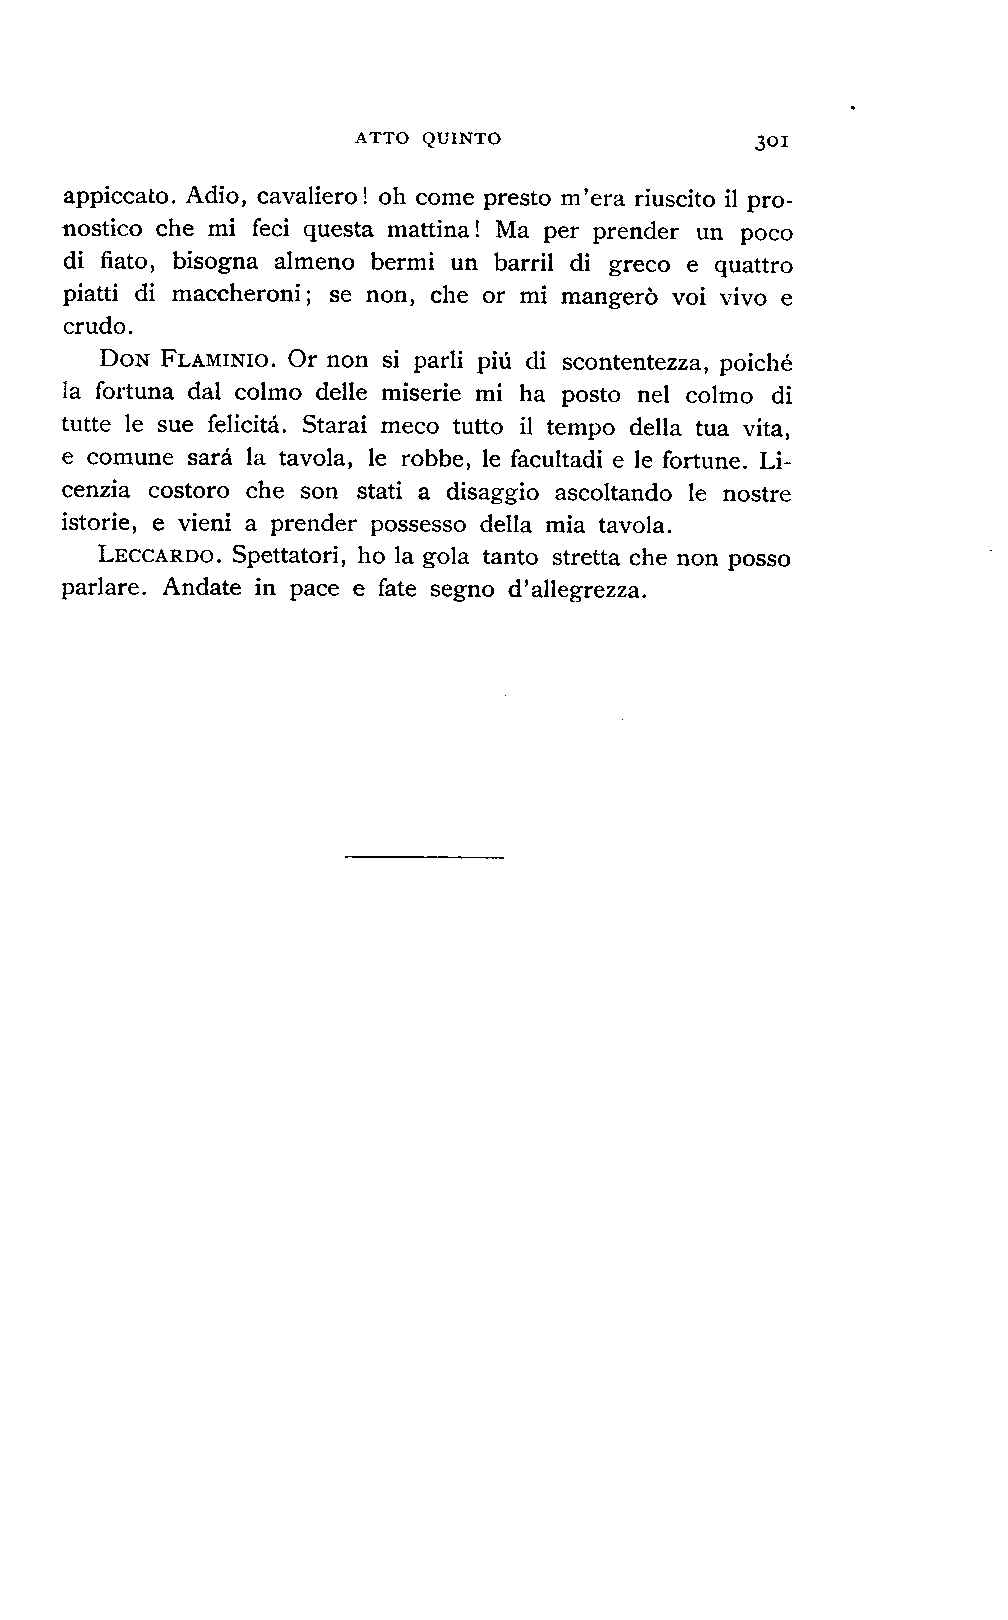 ATTO QUINTO 301
appiccato. Adio, cavaliero! oh come presto m'era riuscito il pro-
nostico che mi feci questa mattina! Ma per prender un poco
di fiato, bisogna almeno bermi un barril di greco e quattro
piatti di maccheroni; se non, che or mi mangerò voi vivo e
crudo.
DON FLAMINIO. Or non si parli piú di scontentezza, poiché
la fortuna dal colmo delle miserie mi ha posto nel colmo di
tutte le sue felicitá. Starai meco tutto il tempo della tua vita,
e comune sará la tavola, le robbe, le facultadi e le fortune. Li-
cenzia costoro che son stati a disaggio ascoltando le nostre
istorie, e vieni a prender possesso della mia tavola.
LECCARDO. Spettatori, ho la gola tanto stretta che non posso
parlare. Andate in pace e fate segno d'allegrezza.